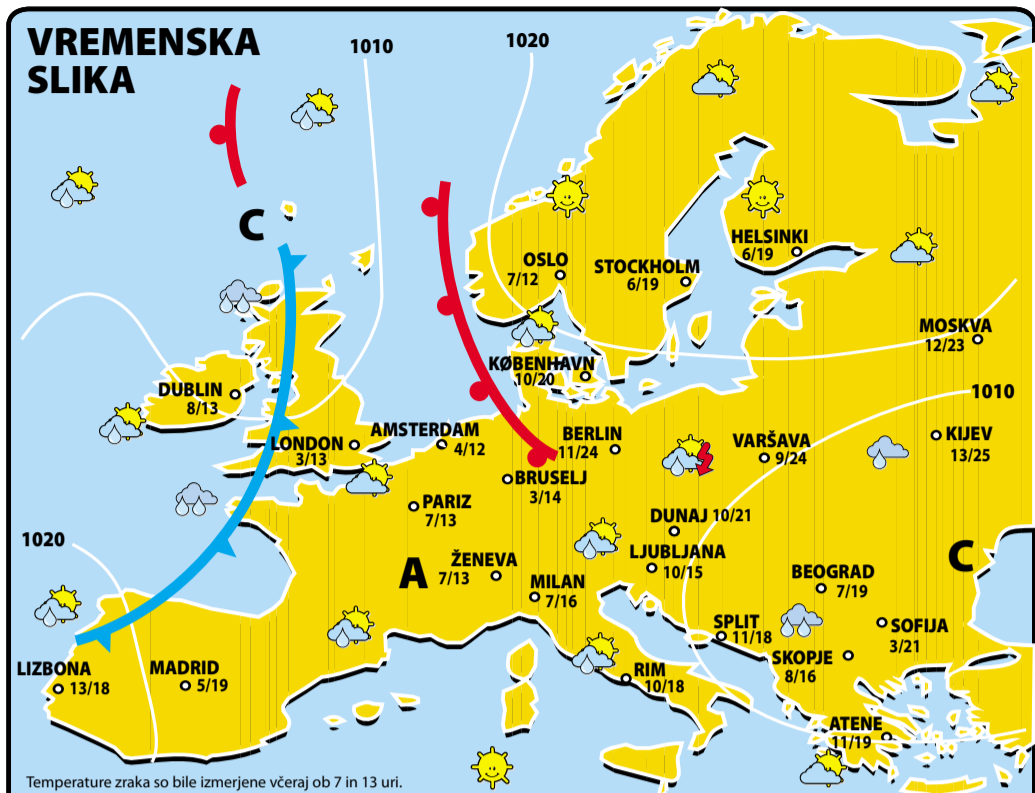 VREMENSKA
SLIKA
1010
1020
C
HELSINKI
6/19
OSLO
7/12
STOCKHOLM
6/19
MOSKVA
12/23
KØBENHAVN
10/20
DUBLIN
8/13
1010
AMSTERDAM
4/12
LONDON
3/13
BERLIN
11/24
VARŠAVA
9/24
KIJEV
13/25
BRUSELJ
3/14
PARIZ
7/13
DUNAJ 10/21
1020
LJUBLJANA
10/15
C
A
ŽENEVA
7/13
MILAN
7/16
BEOGRAD
7/19
SPLIT
11/18
SOFIJA
3/21
SKOPJE
8/16
LIZBONA
13/18
MADRID
5/19
RIM
10/18
ATENE
11/19
Temperature zraka so bile izmerjene včeraj ob 7 in 13 uri.